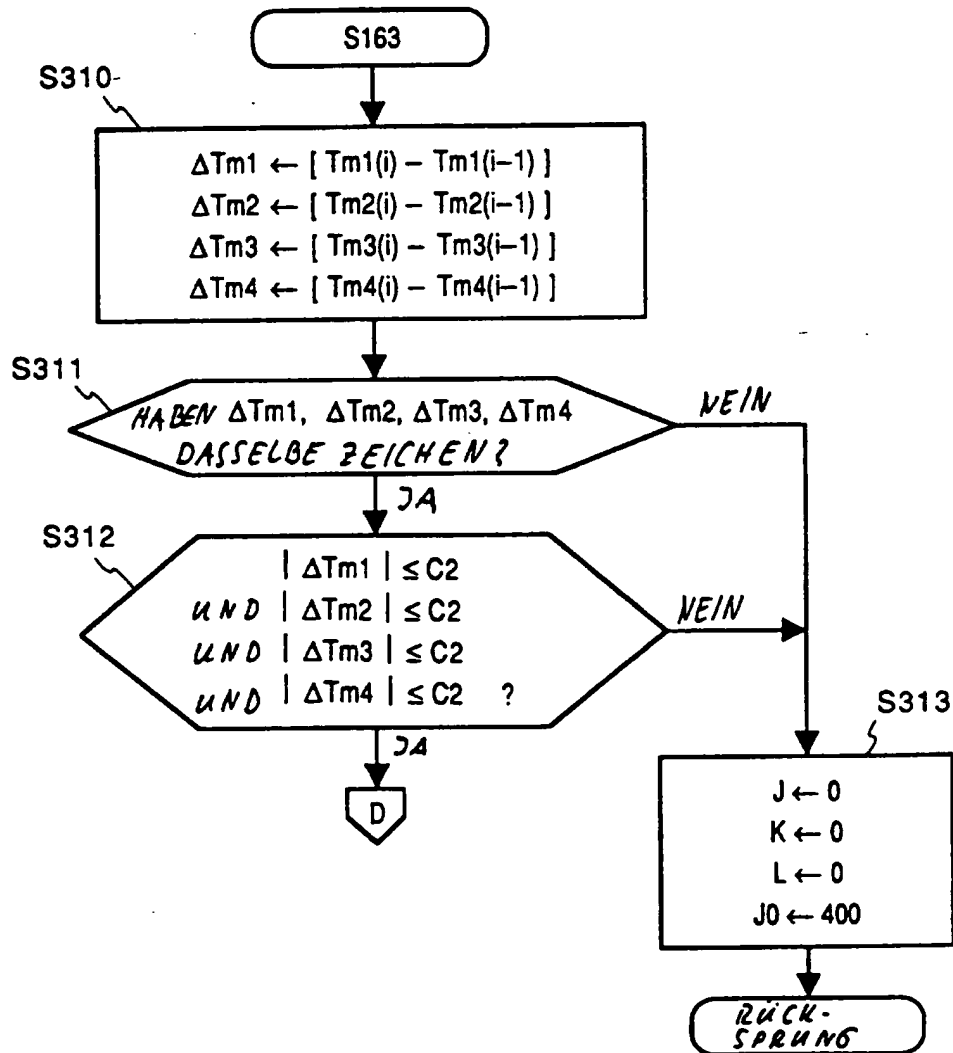 S163
S310
ΔTm1 ← [ Tm1(i) – Tm1(i–1) ]
ΔTm2 ← [ Tm2(i) – Tm2(i–1) ]
ΔTm3 ← [ Tm3(i) – Tm3(i–1) ]
ΔTm4 ← [ Tm4(i) – Tm4(i–1) ]
S311
HABEN ΔTm1, ΔTm2, ΔTm3, ΔTm4
DASSELBE ZEICHEN?
NEIN
JA
S312
| ΔTm1 | ≤ C2
UND | ΔTm2 | ≤ C2
UND | ΔTm3 | ≤ C2
UND | ΔTm4 | ≤ C2 ?
NEIN
JA
D
S313
J ← 0
K ← 0
L ← 0
J0 ← 400
RÜCK-
SPRUNG